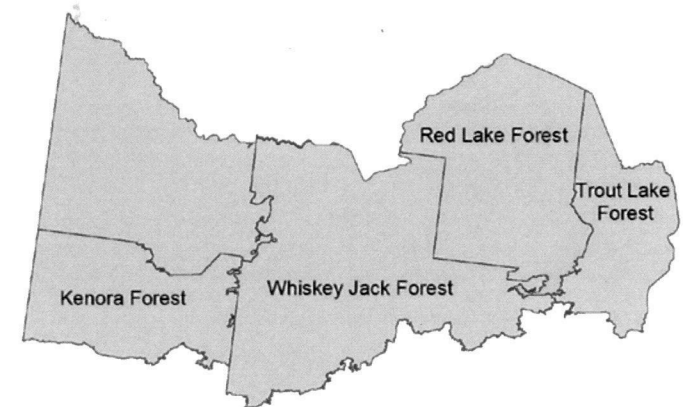 Red Lake Forest
Trout Lake
Forest
Whiskey Jack Forest
Kenora Forest